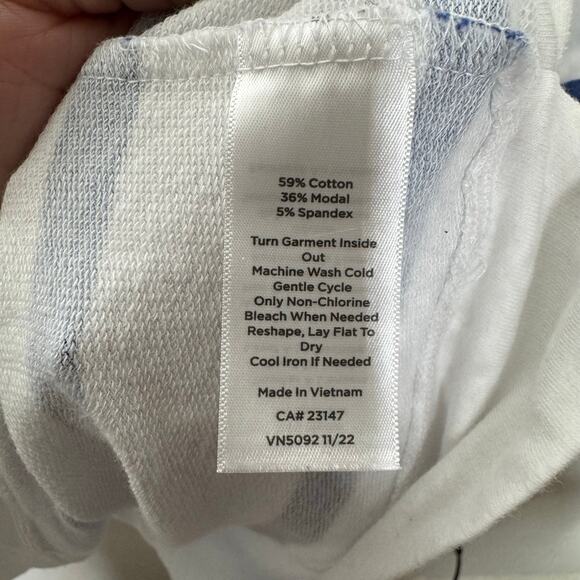 59% Cotton
36% Modal
5% Spandex
Turn Garment Inside
Out
Machine Wash Cold
Gentle Cycle
Only Non-Chlorine
Bleach When Needed
Reshape, Lay Flat To
Dry
Cool Iron If Needed
Made In Vietnam
CA# 23147
VN5092 11/22